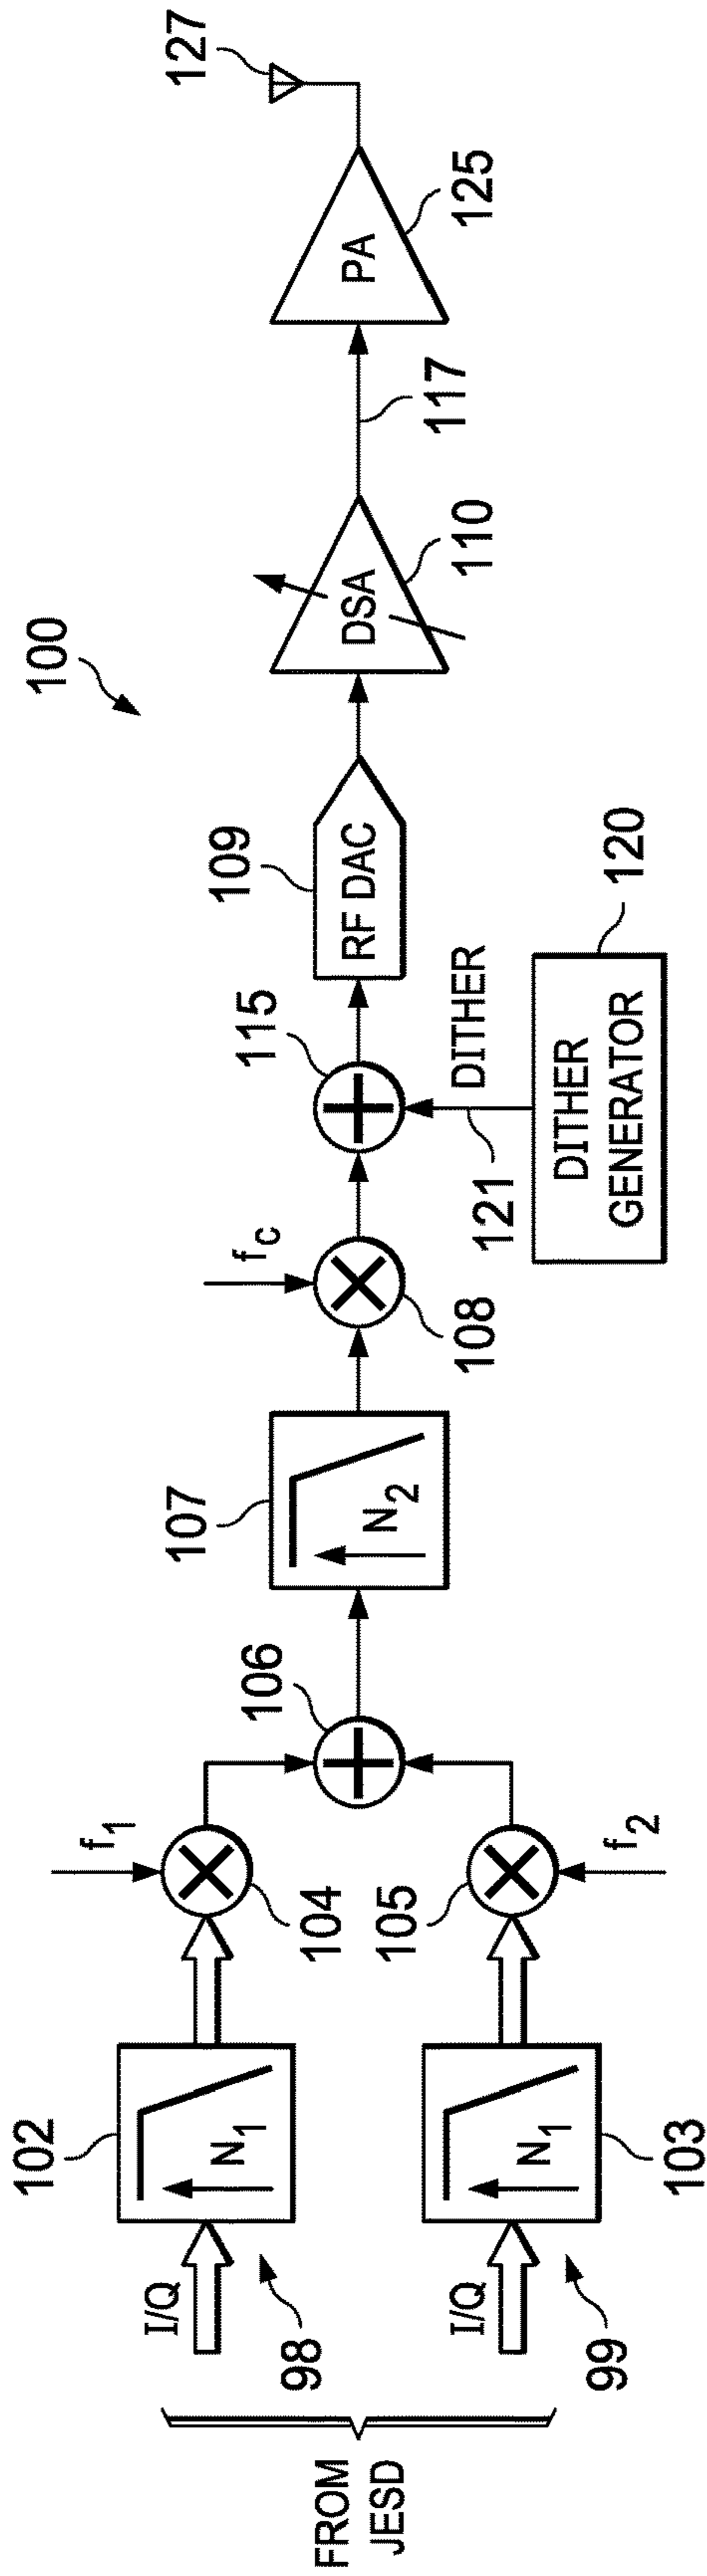 100
FROM
JESD
I/Q
98
102
N1
f1
104
I/Q
99
103
N1
f2
105
106
107
N2
fc
108
115
DITHER
121
DITHER
GENERATOR
120
109
RF DAC
DSA
110
117
PA
125
127